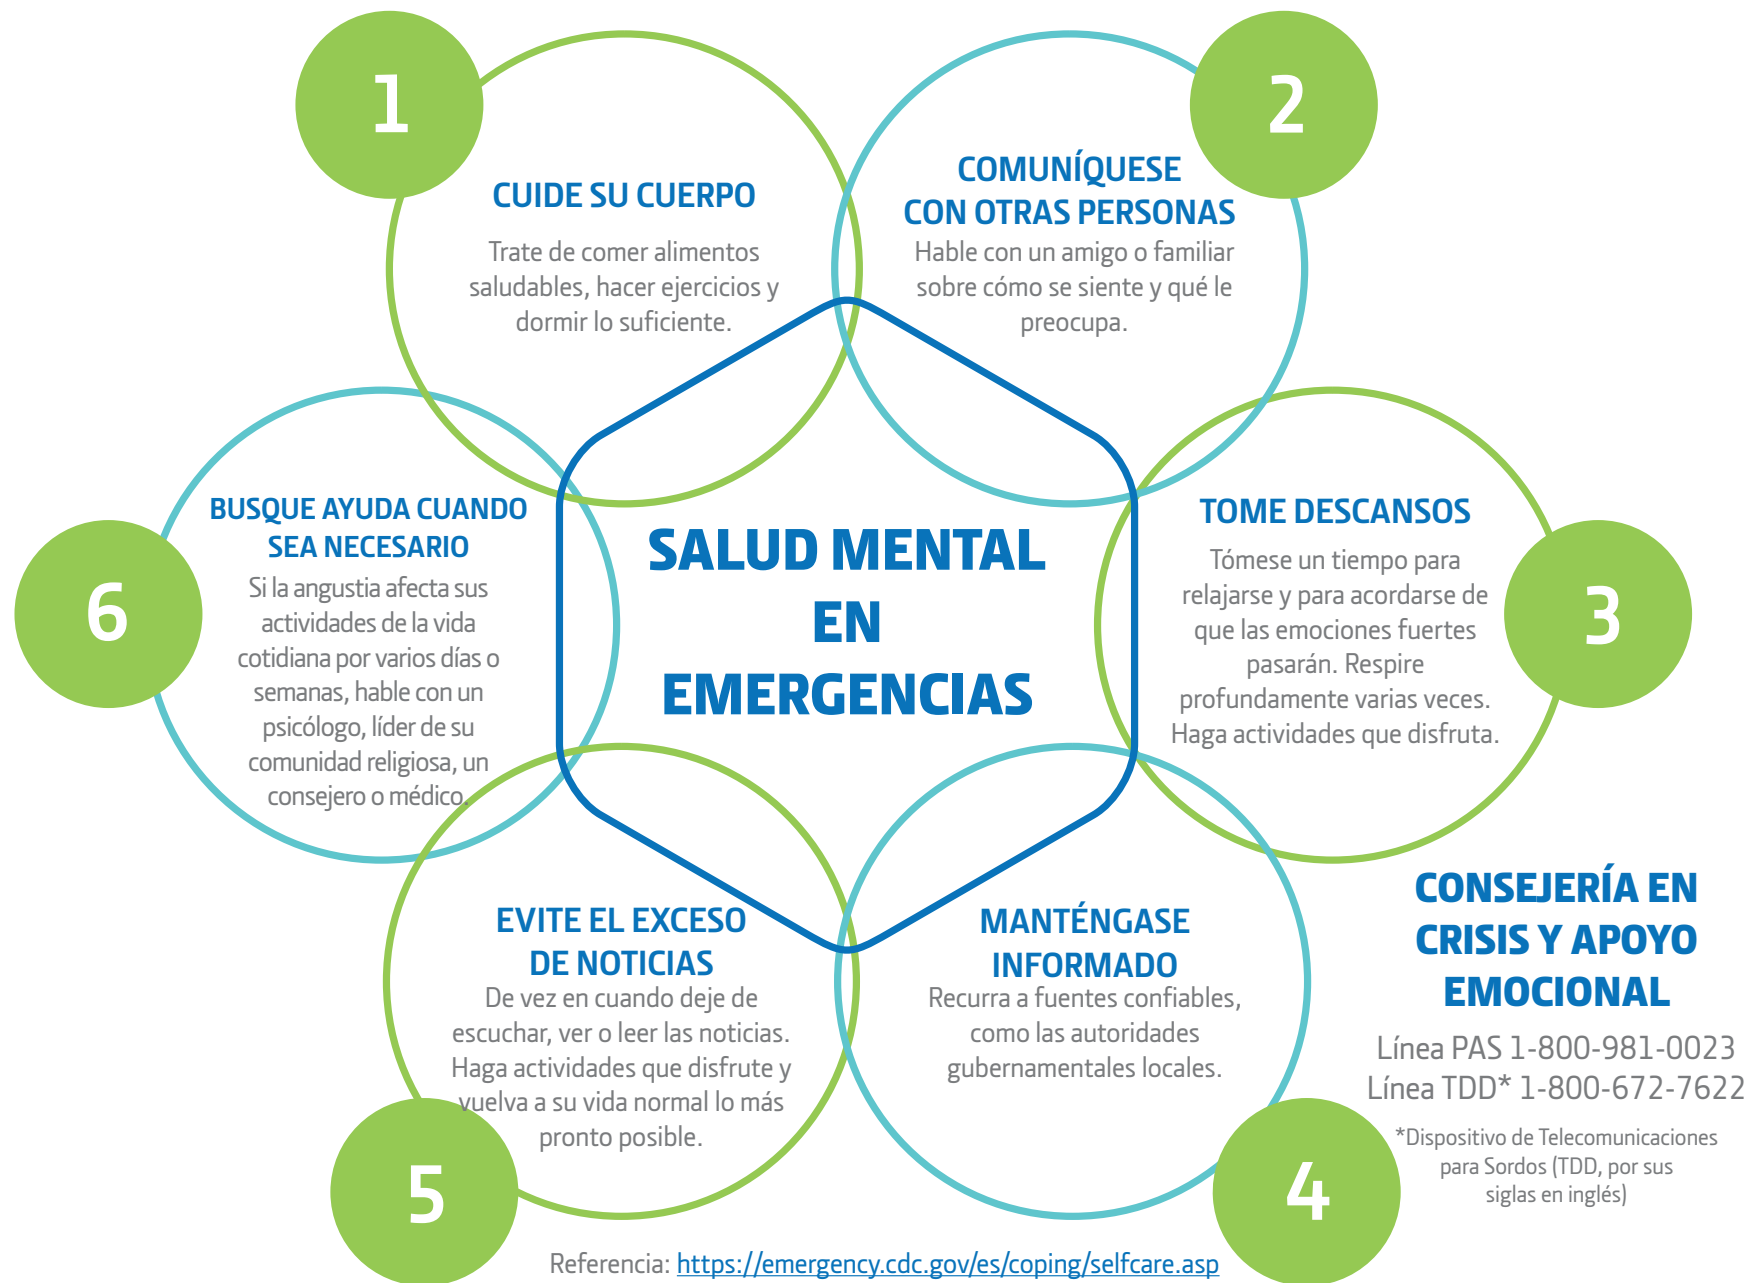 1
CUIDE SU CUERPO
Trate de comer alimentos
saludables, hacer ejercicios y
dormir lo suficiente.
2
COMUNÍQUESE
CON OTRAS PERSONAS
Hable con un amigo o familiar
sobre cómo se siente y qué le
preocupa.
3
TOME DESCANSOS
Tómese un tiempo para
relajarse y para acordarse de
que las emociones fuertes
pasarán. Respire
profundamente varias veces.
Haga actividades que disfruta.
SALUD MENTAL
EN
EMERGENCIAS
6
BUSQUE AYUDA CUANDO
SEA NECESARIO
Si la angustia afecta sus
actividades de la vida
cotidiana por varios días o
semanas, hable con un
psicólogo, líder de su
comunidad religiosa, un
consejero o médico.
5
EVITE EL EXCESO
DE NOTICIAS
De vez en cuando deje de
escuchar, ver o leer las noticias.
Haga actividades que disfrute y
vuelva a su vida normal lo más
pronto posible.
4
MANTÉNGASE
INFORMADO
Recurra a fuentes confiables,
como las autoridades
gubernamentales locales.
CONSEJERÍA EN
CRISIS Y APOYO
EMOCIONAL
Línea PAS 1-800-981-0023
Línea TDD* 1-800-672-7622
*Dispositivo de Telecomunicaciones
para Sordos (TDD, por sus
siglas en inglés)
Referencia: https://emergency.cdc.gov/es/coping/selfcare.asp